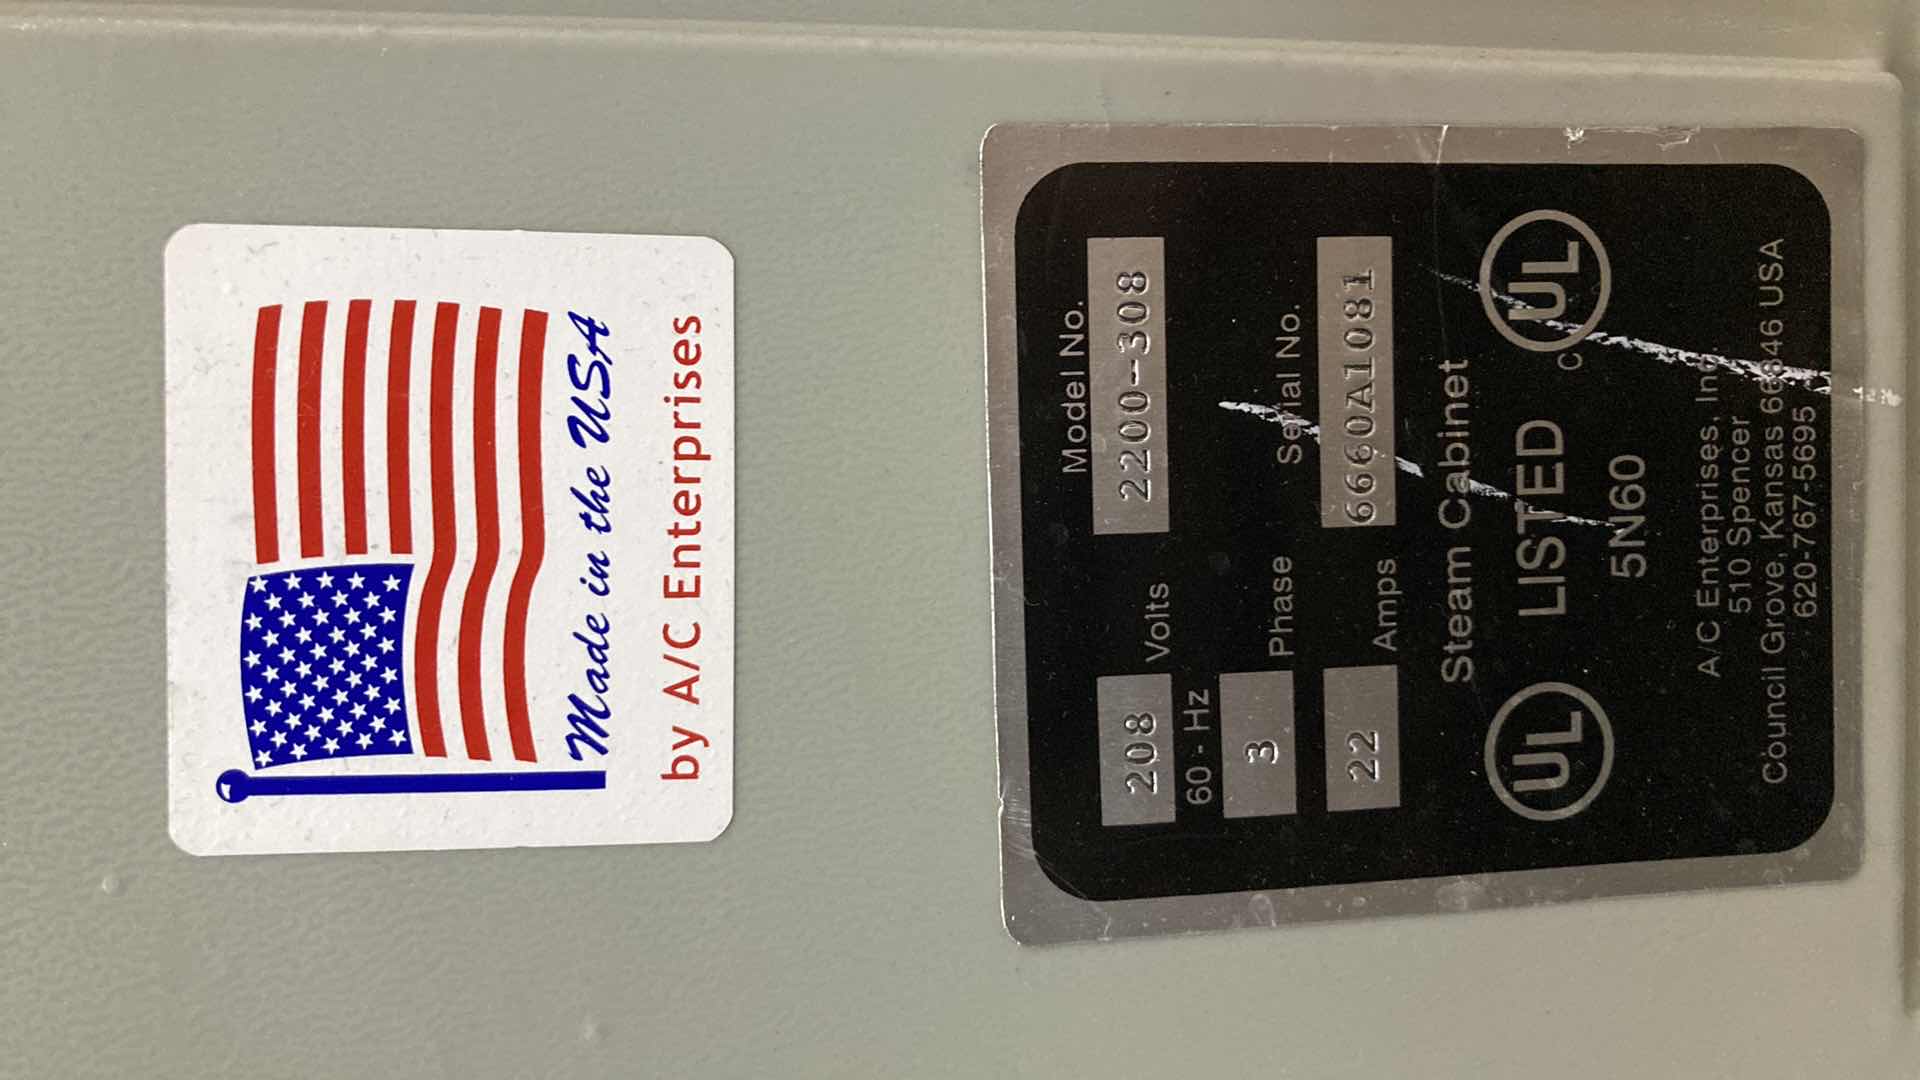 Made in the USA
by A/C Enterprises
Volts Model No.
208 2200--308
60 - Hz
Phase Serial No.
3 6660A1081
Amps
22
Steam Cabinet
UL LISTED C UL
5N60
A/C Enterprises, Inc.
510 Spencer
Council Grove, Kansas 66846 USA
620-767-5695